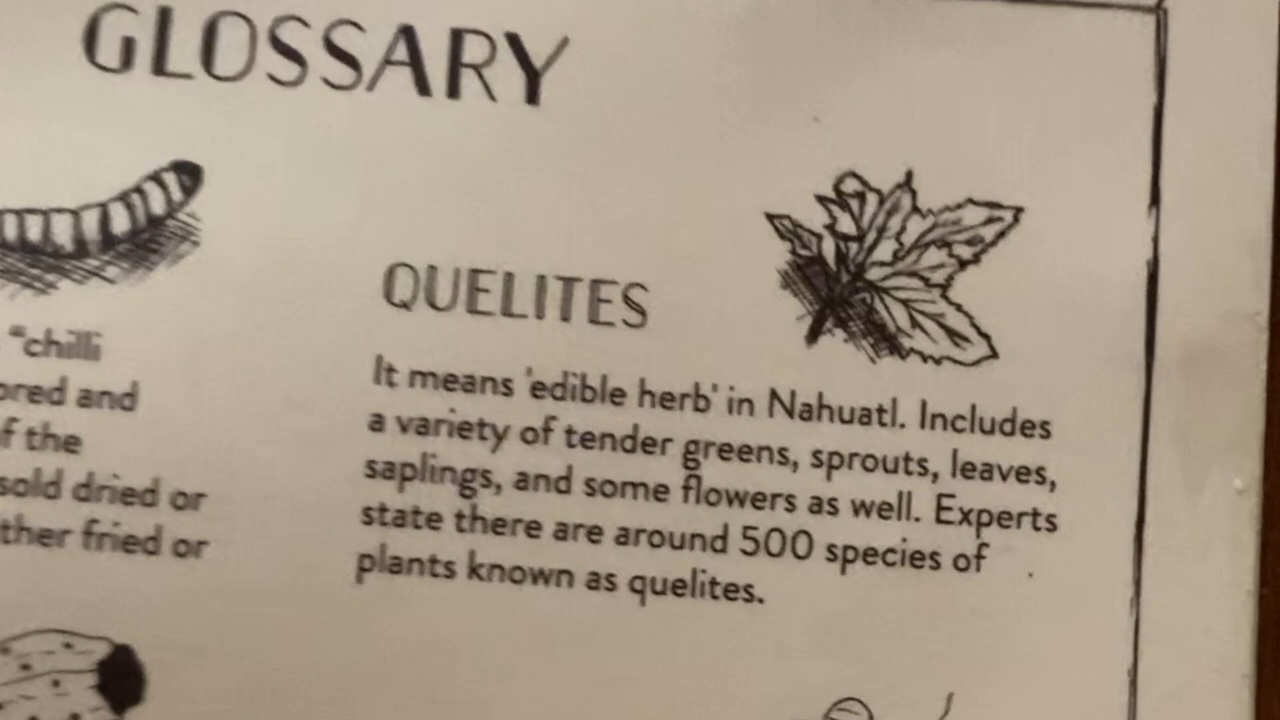 GLOSSARY
"chilli
and
the
sold dried or
fried or
QUELITES
It means 'edible herb' in Nahuatl. Includes
a variety of tender greens, sprouts, leaves,
saplings, and some flowers as well. Experts
state there are around 500 species of
plants known as quelites.